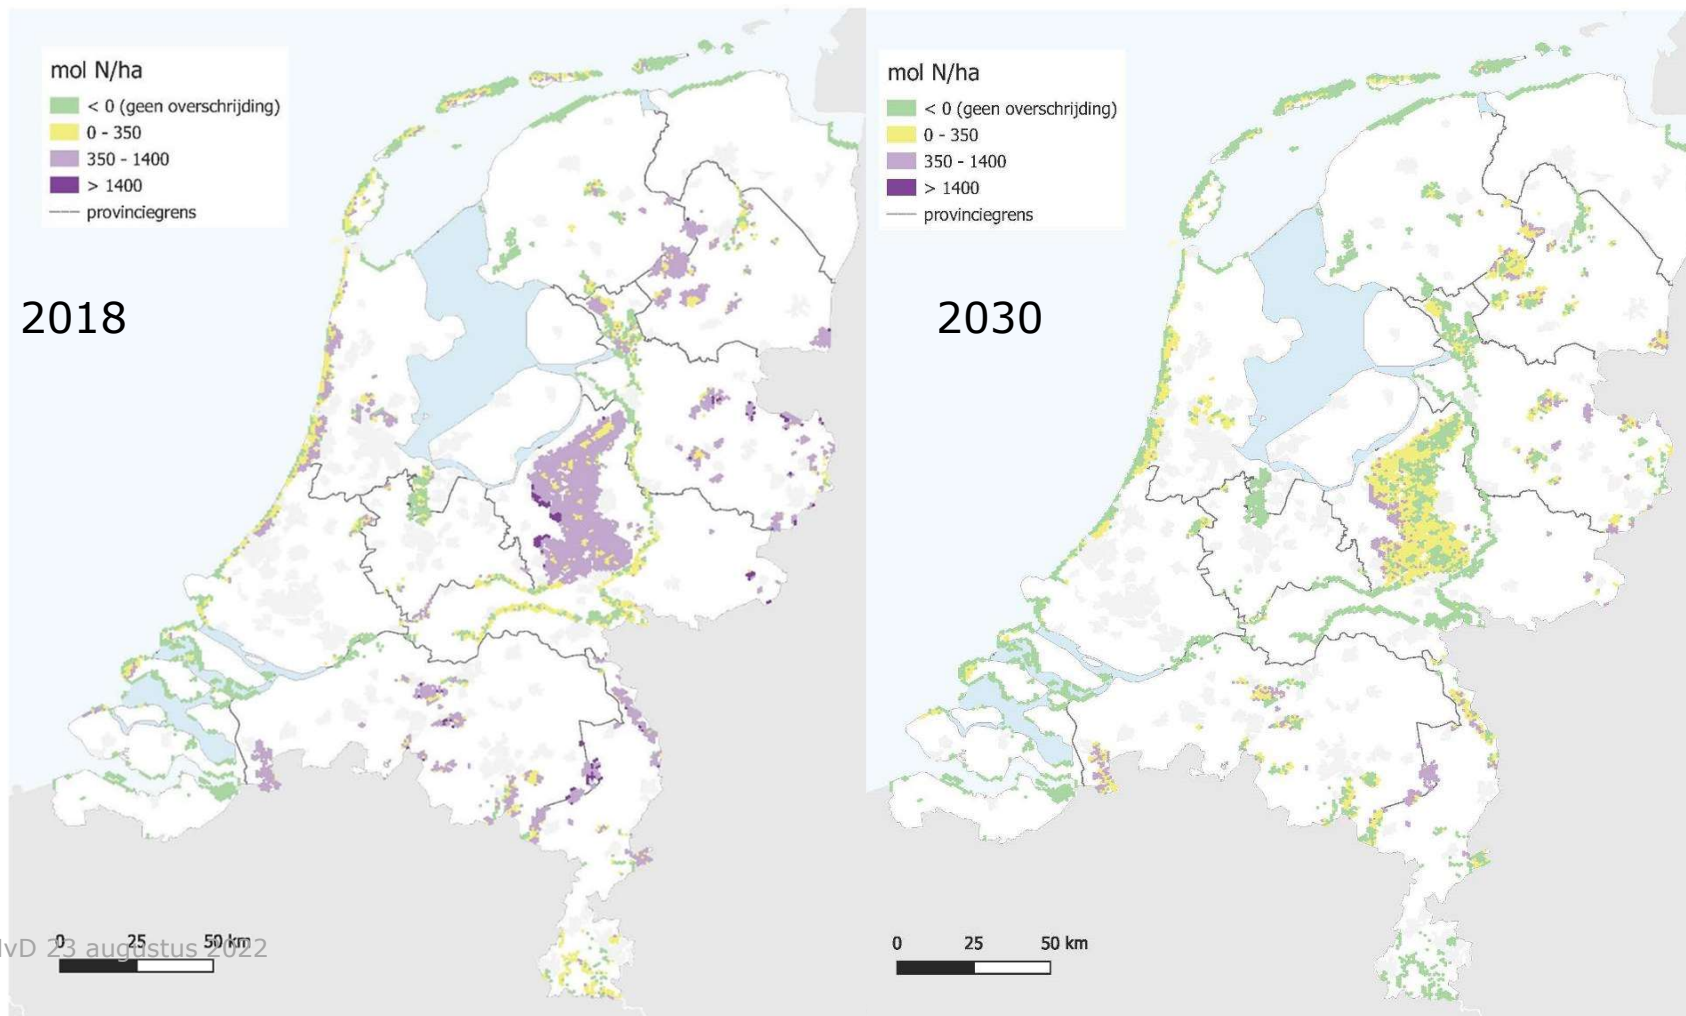 mol N/ha
< 0 (geen overschrijding)
0 - 350
350 - 1400
> 1400
provinciegrens
2018
0 25 50 km
23 augustus 2022
mol N/ha
< 0 (geen overschrijding)
0 - 350
350 - 1400
> 1400
provinciegrens
2030
0 25 50 km